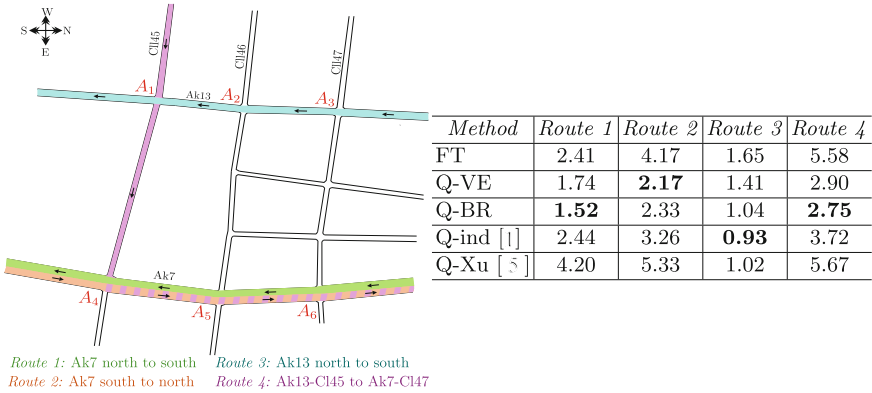 W
S N
E
Cll45
Cll46
Cll47
A1
Ak13
A2
A3
Ak7
A4
A5
A6
Route 1: Ak7 north to south
Route 3: Ak13 north to south
Route 2: Ak7 south to north
Route 4: Ak13-Cl45 to Ak7-Cl47
Method Route 1 Route 2 Route 3 Route 4
FT 2.41 4.17 1.65 5.58
Q-VE 1.74 2.17 1.41 2.90
Q-BR 1.52 2.33 1.04 2.75
Q-ind [1] 2.44 3.26 0.93 3.72
Q-Xu [5] 4.20 5.33 1.02 5.67